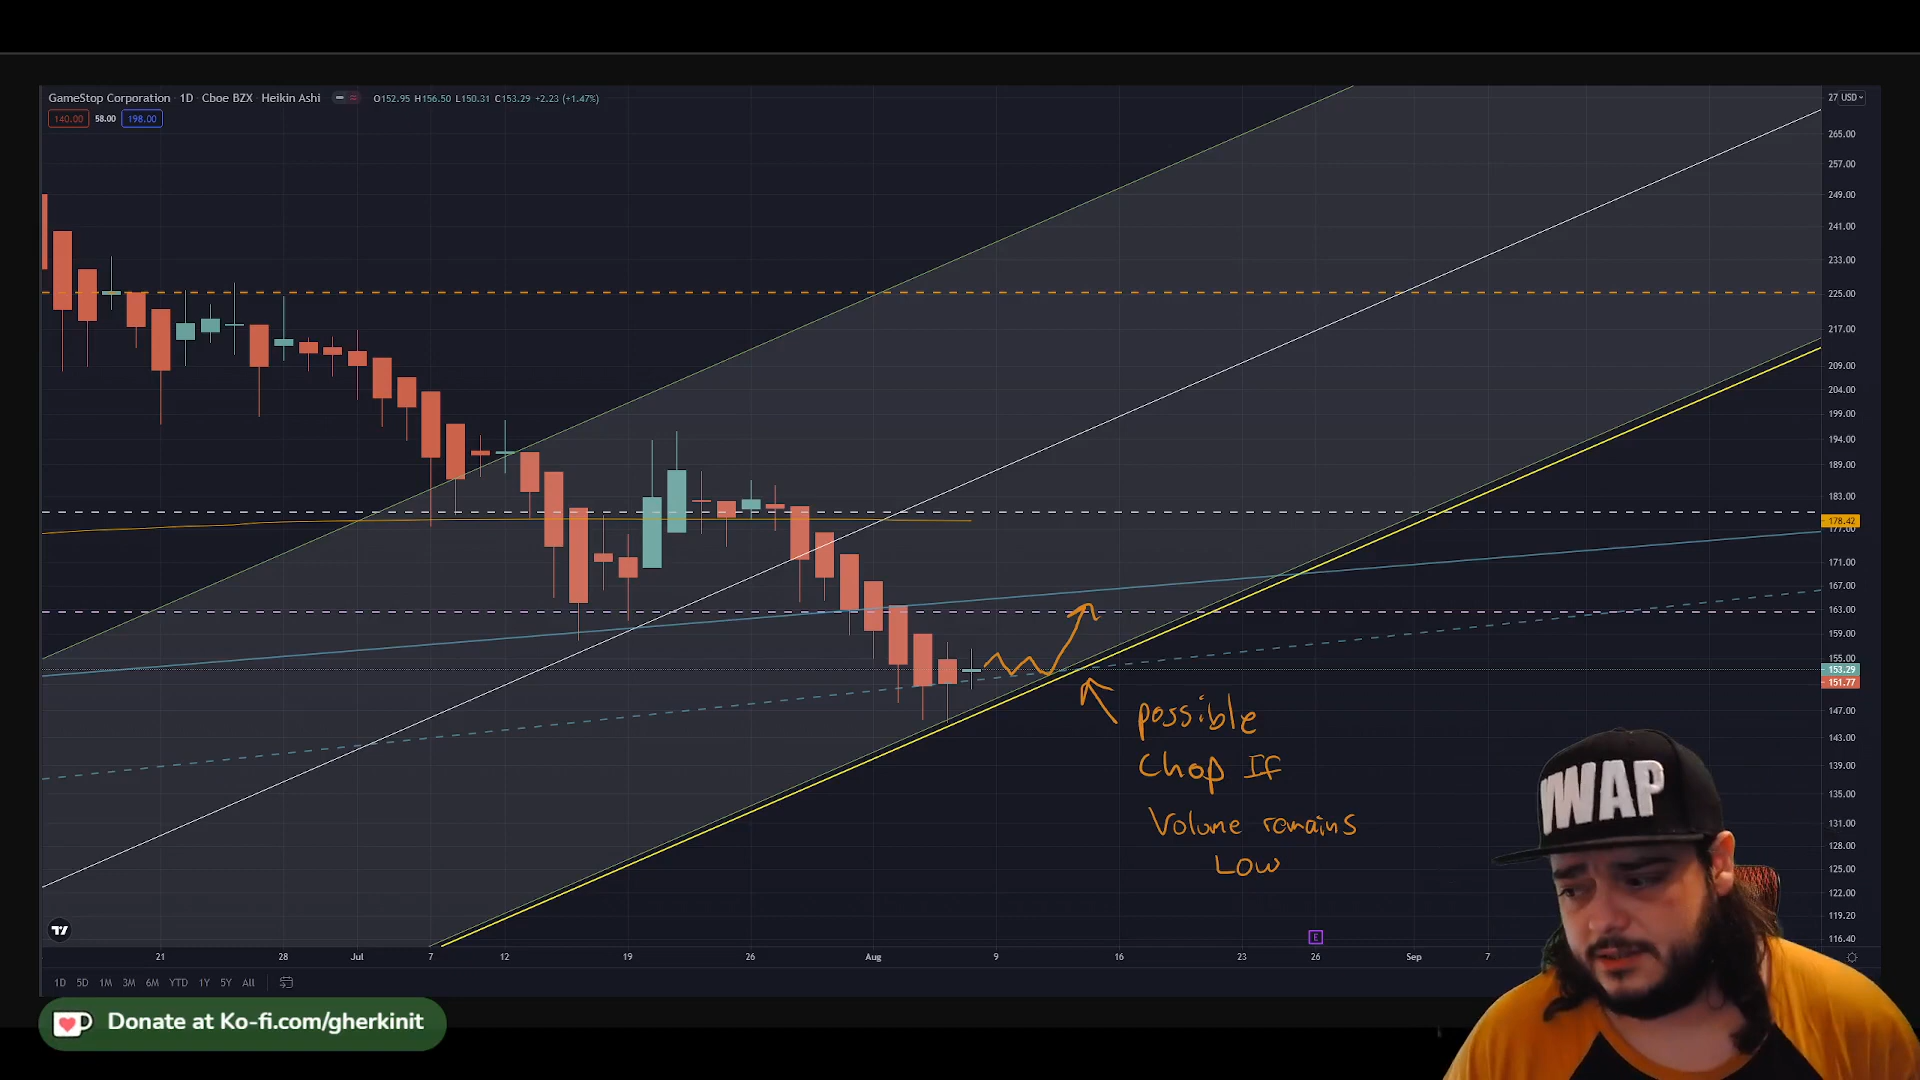 GameStop Corporation · 1D · Cboe BZX · Heikin Ashi O152.95 H156.50 L150.31 C153.29 +2.23 (+1.47%)
140.00 58.00 198.00
27 USD
265.00
257.00
249.00
241.00
233.00
225.00
217.00
209.00
204.00
199.00
194.00
189.00
183.00
178.42
177.00
171.00
167.00
163.00
159.00
155.00
153.29
151.77
147.00
143.00
139.00
135.00
131.00
128.00
125.00
122.00
119.20
116.40
possible
Chop If
Volume remains
Low
VWAP
E
21 28 Jul 7 12 19 26 Aug 9 16 23 26 Sep 7
1D 5D 1M 3M 6M YTD 1Y 5Y All
Donate at Ko-fi.com/gherkinit